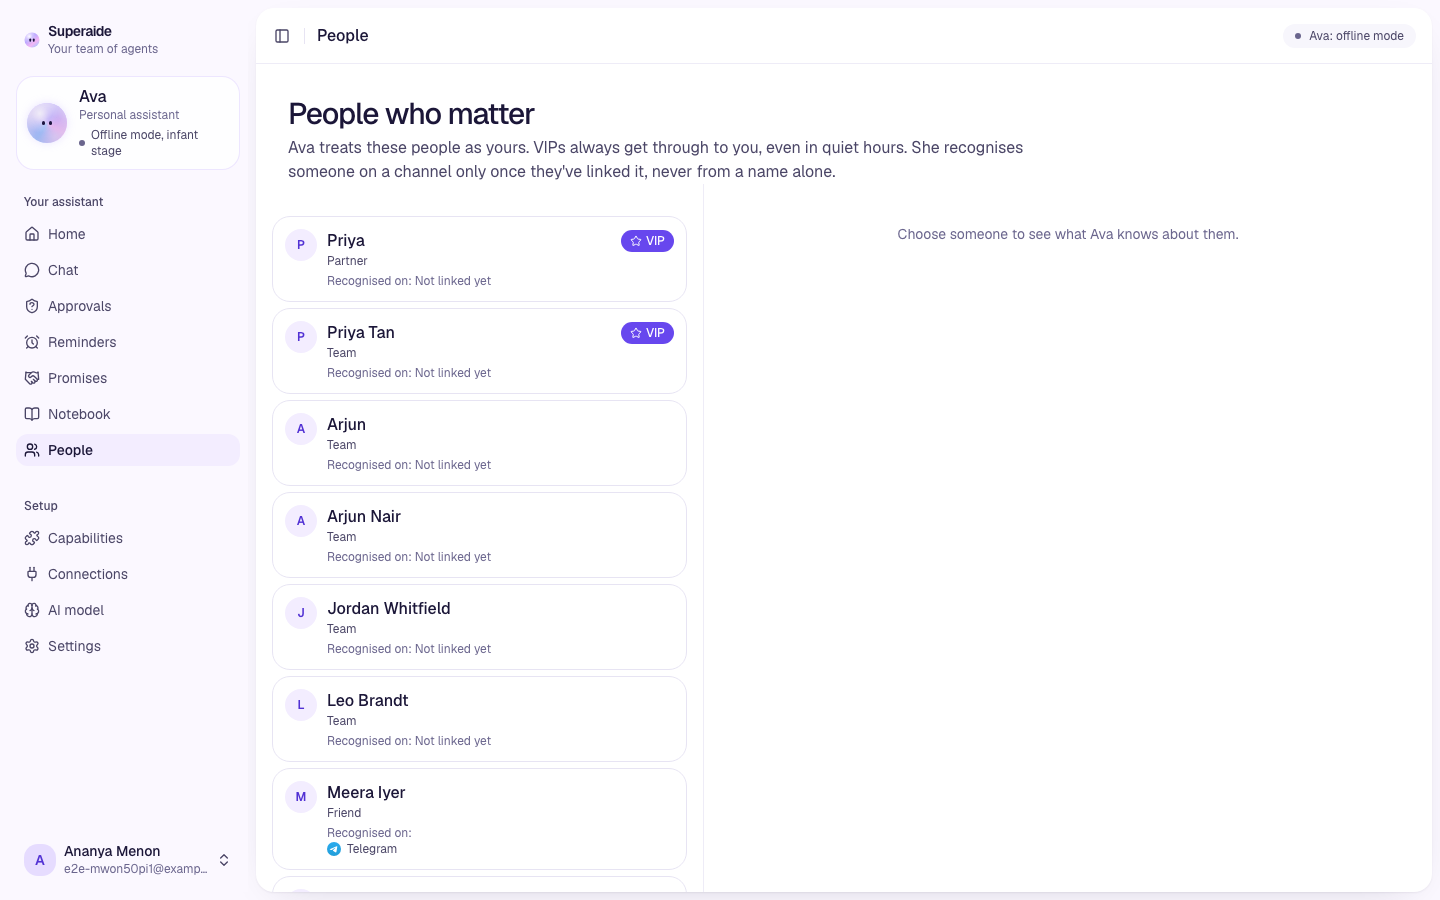 Superaide
Your team of agents
Ava
Personal assistant
Offline mode, infant
stage
Your assistant
Home
Chat
Approvals
Reminders
Promises
Notebook
People
Setup
Capabilities
Connections
AI model
Settings
A
Ananya Menon
e2e-mwon50pi1@examp...
People
Ava: offline mode
People who matter
Ava treats these people as yours. VIPs always get through to you, even in quiet hours. She recognises
someone on a channel only once they've linked it, never from a name alone.
P
Priya
VIP
Partner
Recognised on: Not linked yet
P
Priya Tan
VIP
Team
Recognised on: Not linked yet
A
Arjun
Team
Recognised on: Not linked yet
A
Arjun Nair
Team
Recognised on: Not linked yet
J
Jordan Whitfield
Team
Recognised on: Not linked yet
L
Leo Brandt
Team
Recognised on: Not linked yet
M
Meera Iyer
Friend
Recognised on:
Telegram
Choose someone to see what Ava knows about them.